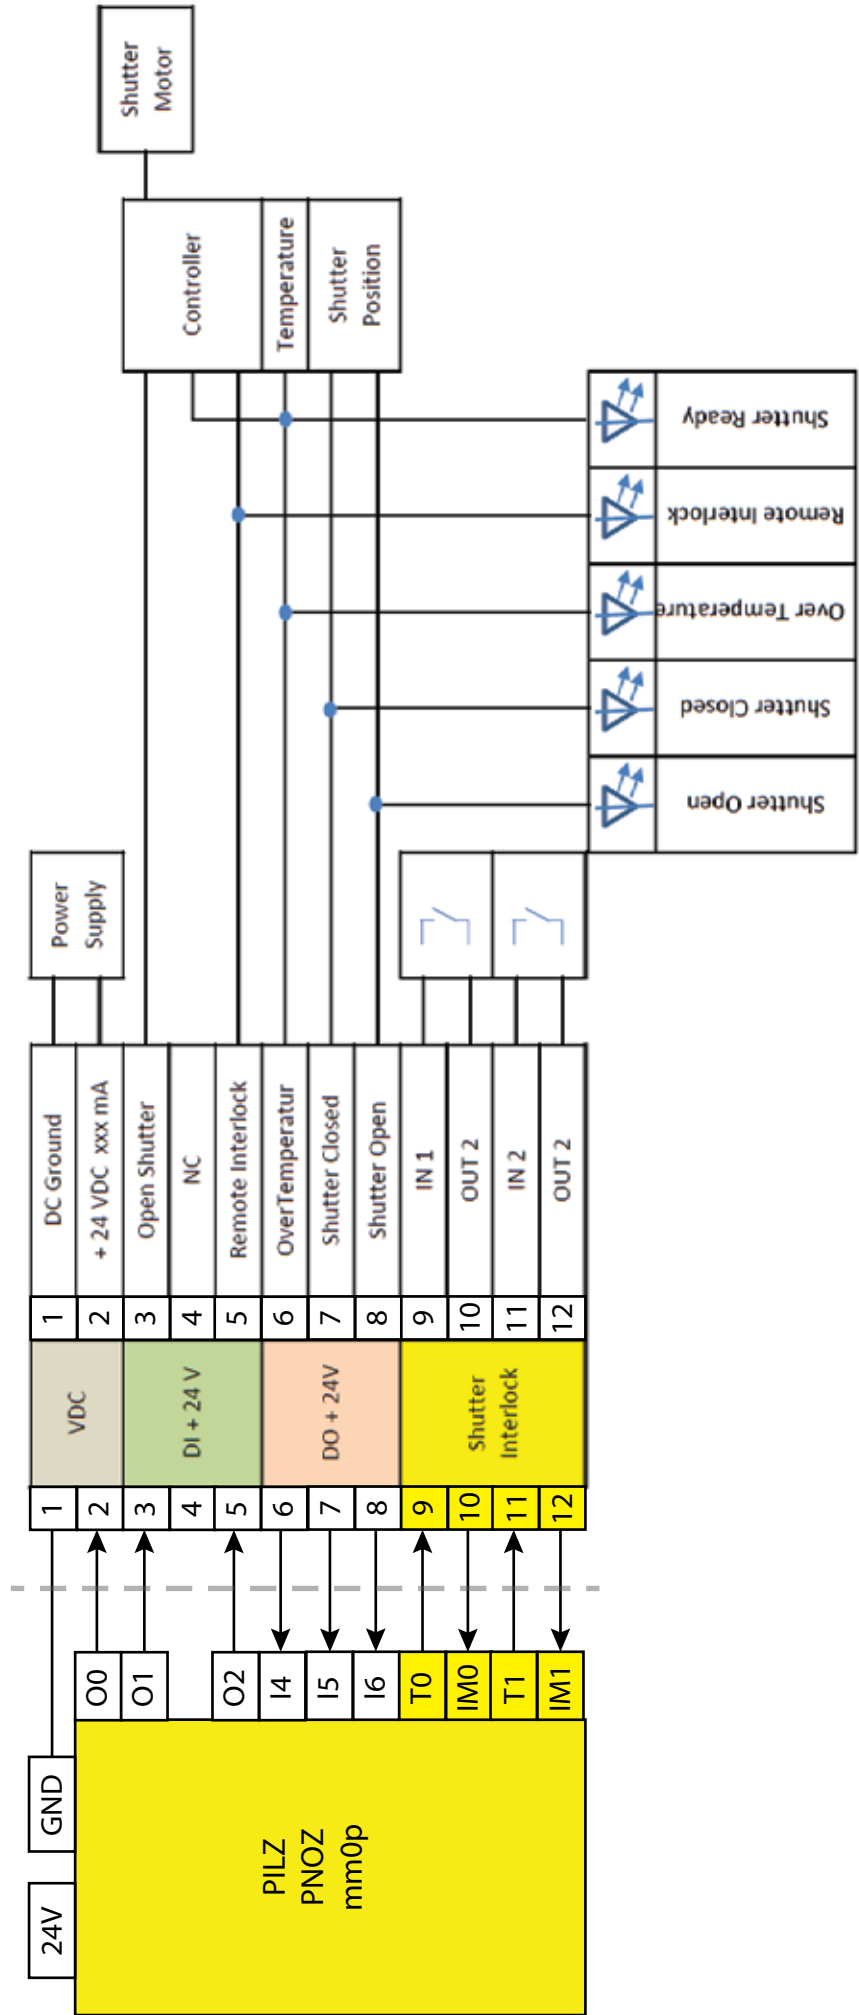 24V
GND
PILZ
PNOZ
mm0p
O0
O1
O2
I4
I5
I6
T0
IM0
T1
IM1
1
2
3
4
5
6
7
8
9
10
11
12
VDC
DI + 24 V
DO + 24V
Shutter
Interlock
1
2
3
4
5
6
7
8
9
10
11
12
DC Ground
+ 24 VDC xxx mA
Open Shutter
NC
Remote Interlock
OverTemperatur
Shutter Closed
Shutter Open
IN 1
OUT 2
IN 2
OUT 2
Power
Supply
Controller
Temperature
Shutter
Position
Shutter
Motor
Shutter Ready
Remote Interlock
Over Temperature
Shutter Closed
Shutter Open